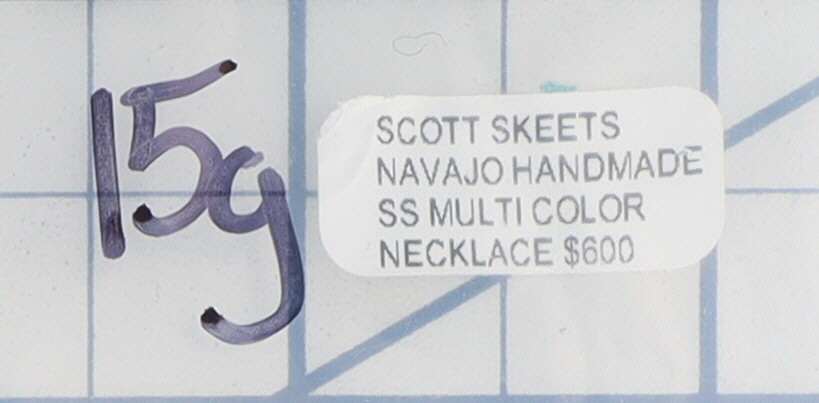 15g
SCOTT SKEETS
NAVAJO HANDMADE
SS MULTI COLOR
NECKLACE $600